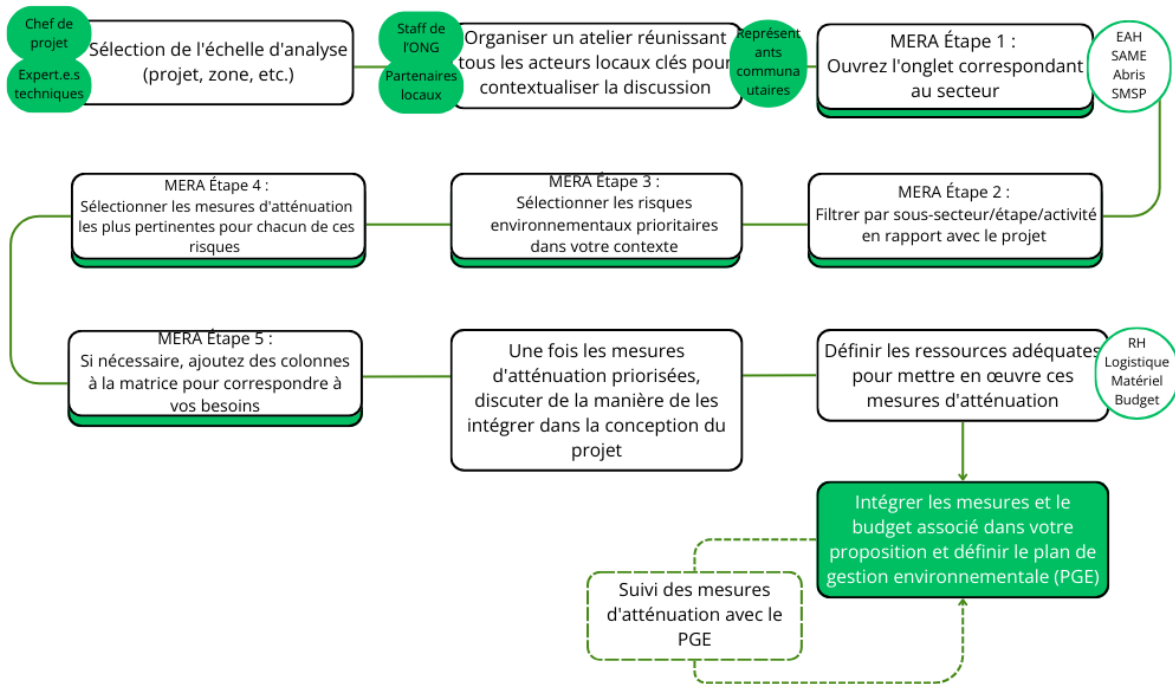 Chef de
projet
Expert.e.s
techniques
Sélection de l'échelle d'analyse
(projet, zone, etc.)
Staff de
l'ONG
Partenaires
locaux
Organiser un atelier réunissant
tous les acteurs locaux clés pour
contextualiser la discussion
Représent
ants
communa
utaires
MERA Étape 1 :
Ouvrez l'onglet correspondant
au secteur
EAH
SAME
Abris
SMSP
MERA Étape 4 :
Sélectionner les mesures d'atténuation
les plus pertinentes pour chacun de ces
risques
MERA Étape 3 :
Sélectionner les risques
environnementaux prioritaires
dans votre contexte
MERA Étape 2 :
Filtrer par sous-secteur/étape/activité
en rapport avec le projet
MERA Étape 5 :
Si nécessaire, ajoutez des colonnes
à la matrice pour correspondre à
vos besoins
Une fois les mesures
d'atténuation priorisées,
discuter de la manière de les
intégrer dans la conception du
projet
Définir les ressources adéquates
pour mettre en œuvre ces
mesures d'atténuation
RH
Logistique
Matériel
Budget
Intégrer les mesures et le
budget associé dans votre
proposition et définir le plan de
gestion environnementale (PGE)
Suivi des mesures
d'atténuation avec le
PGE